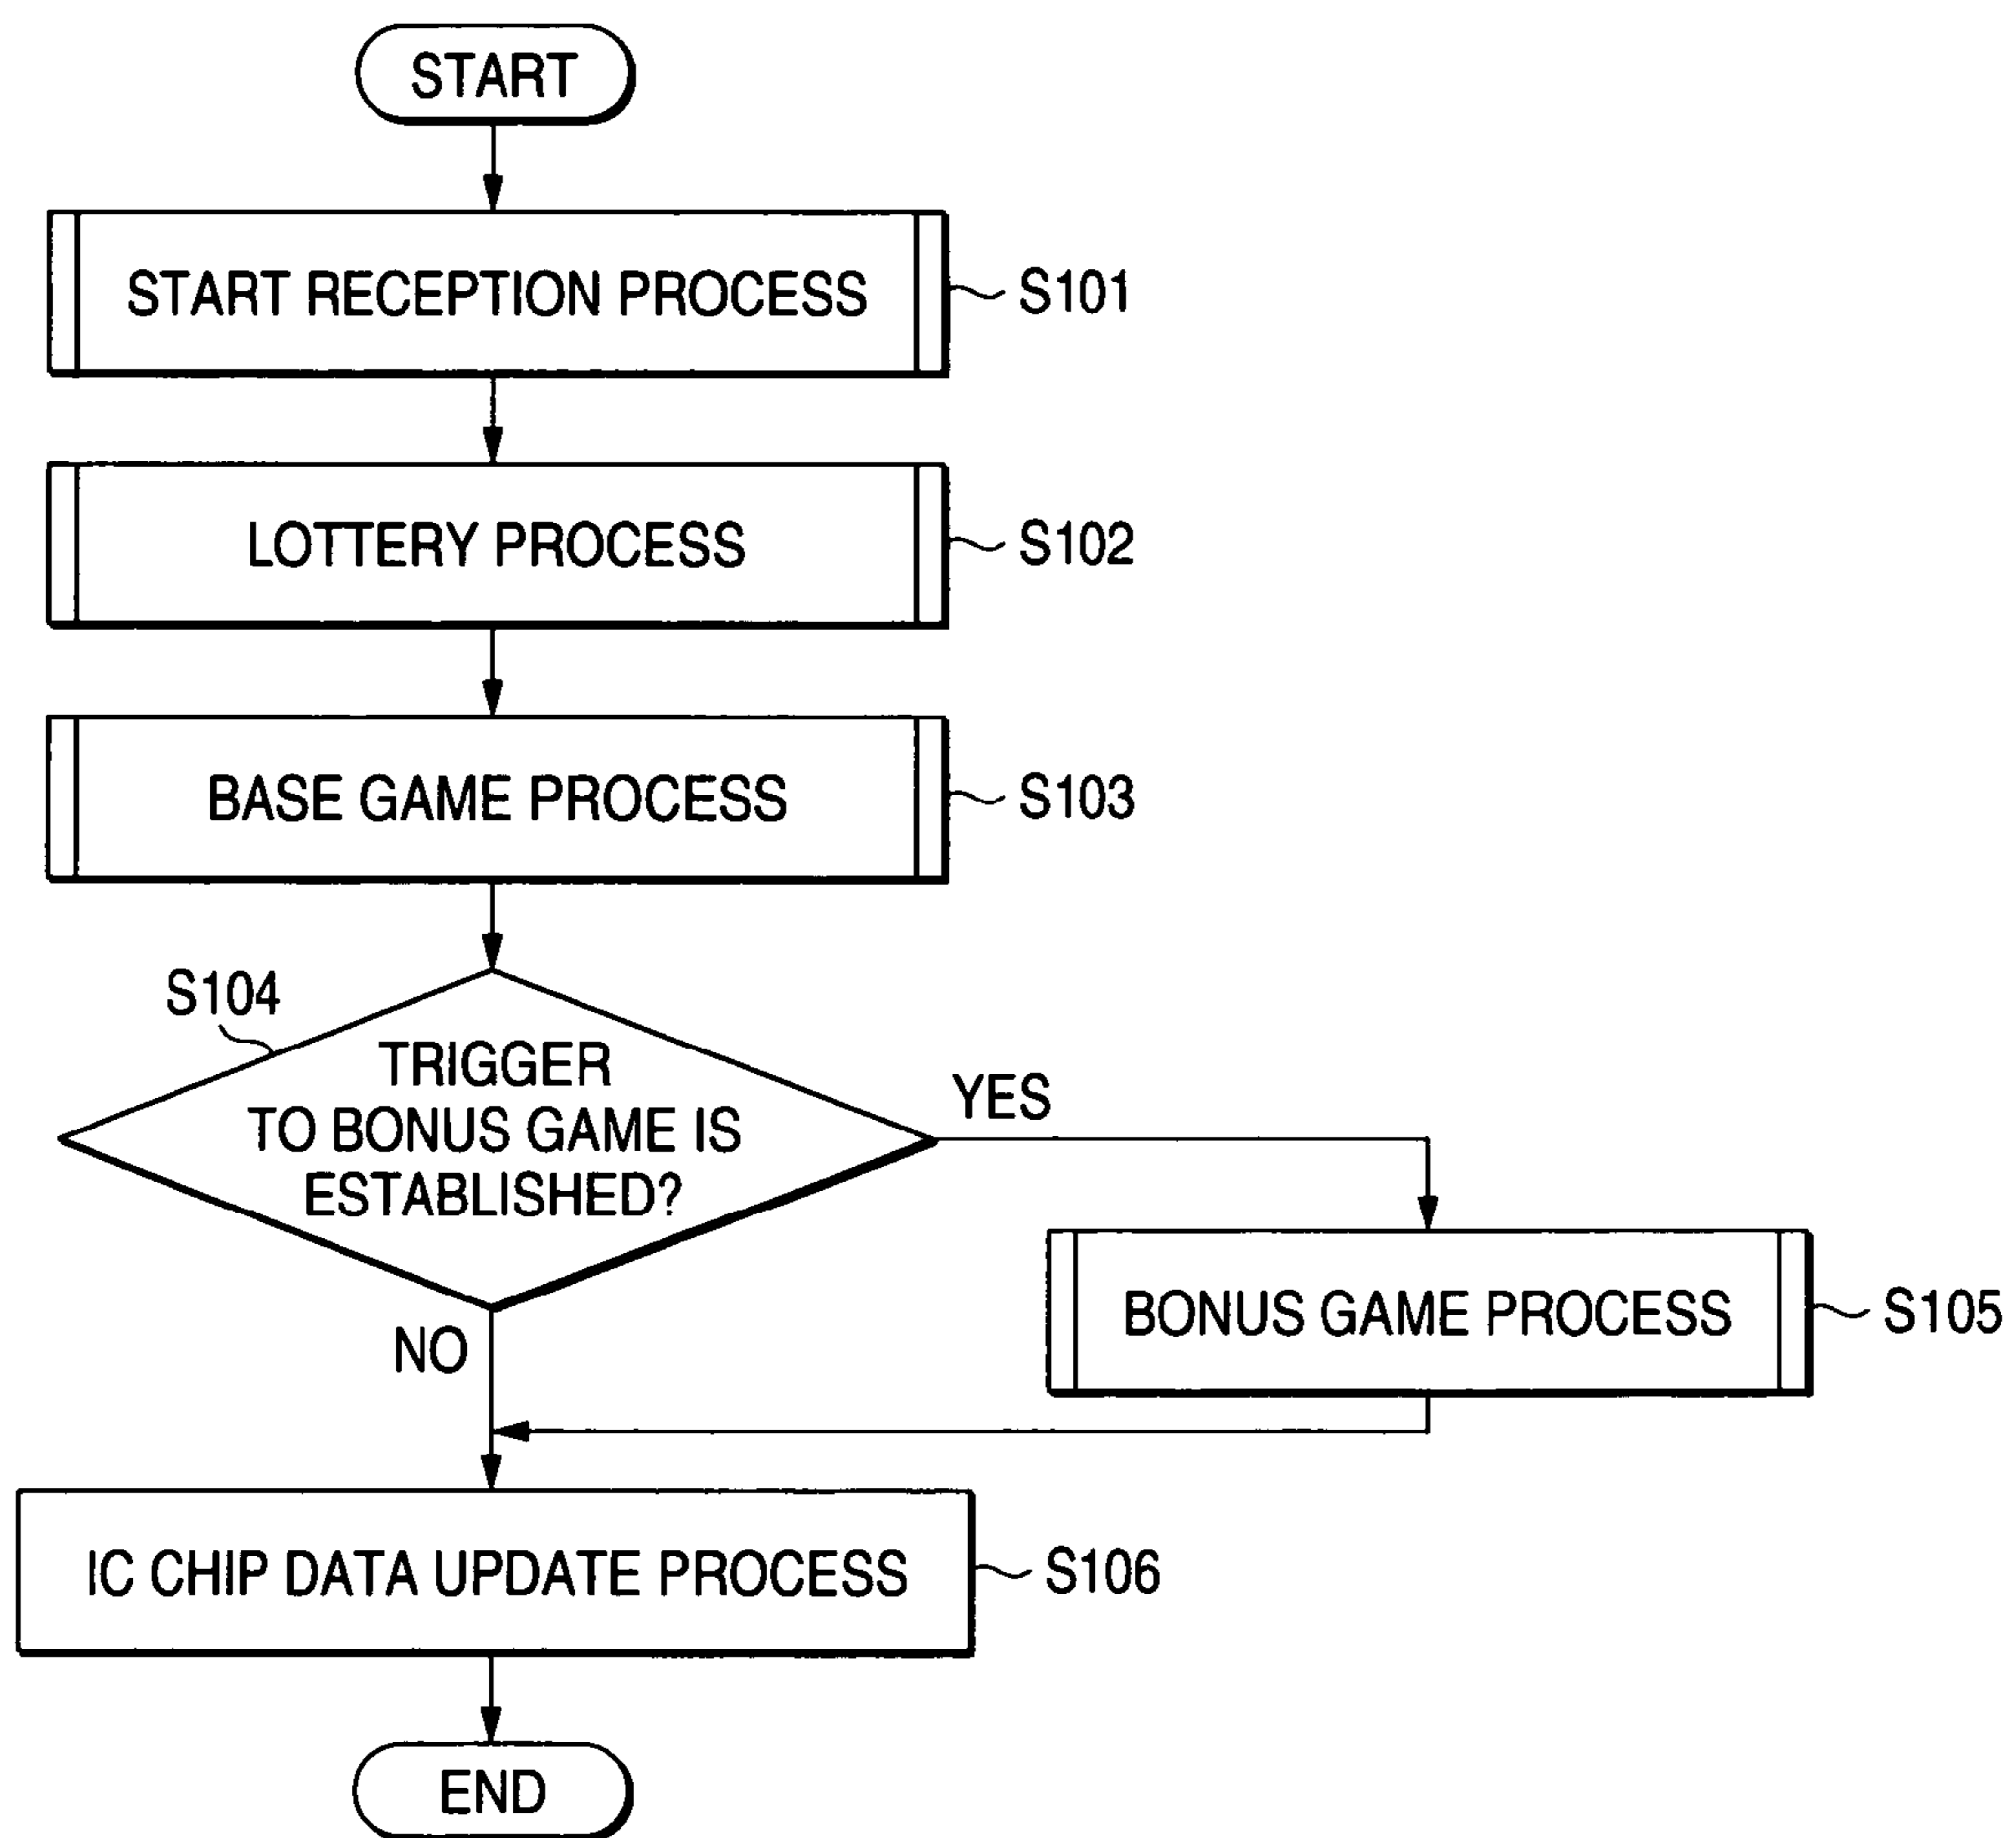 START
START RECEPTION PROCESS
S101
LOTTERY PROCESS
S102
BASE GAME PROCESS
S103
S104
TRIGGER
TO BONUS GAME IS
ESTABLISHED?
YES
BONUS GAME PROCESS
S105
NO
IC CHIP DATA UPDATE PROCESS
S106
END